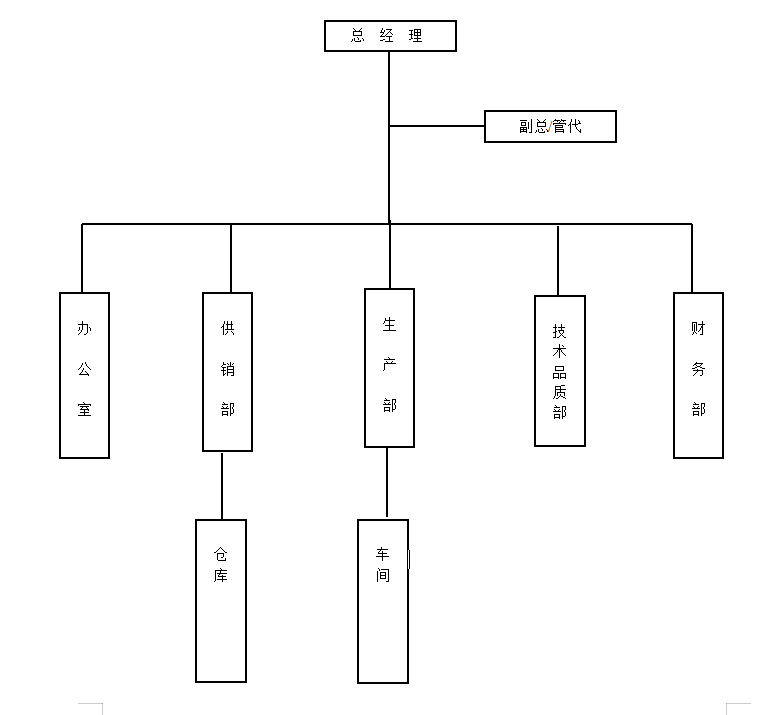 总 经 理
副总/管代
办公室
供销部
生产部
技术品质部
财务部
仓库
车间